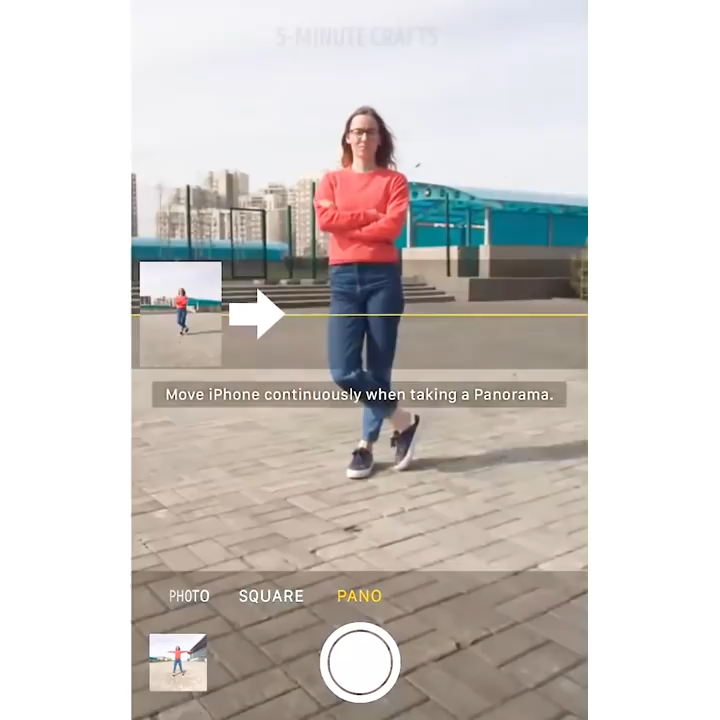 5-MINUTE CRAFTS
Move iPhone continuously when taking a Panorama.
PHOTO SQUARE PANO